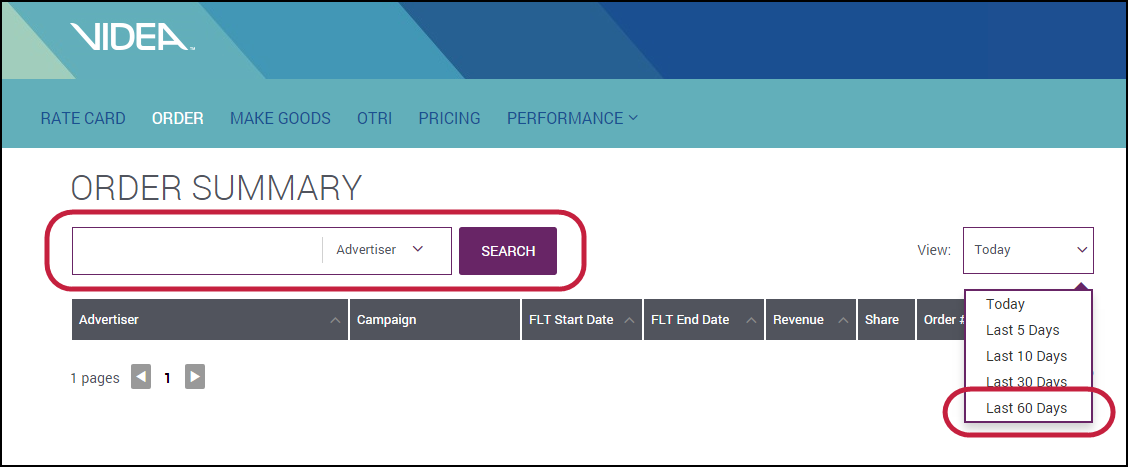 VIDEA™
RATE CARD ORDER MAKE GOODS OTRI PRICING PERFORMANCE
ORDER SUMMARY
Advertiser SEARCH View: Today
Advertiser Campaign FLT Start Date FLT End Date Revenue Share Order #
Today
Last 5 Days
Last 10 Days
Last 30 Days
Last 60 Days
1 pages 1